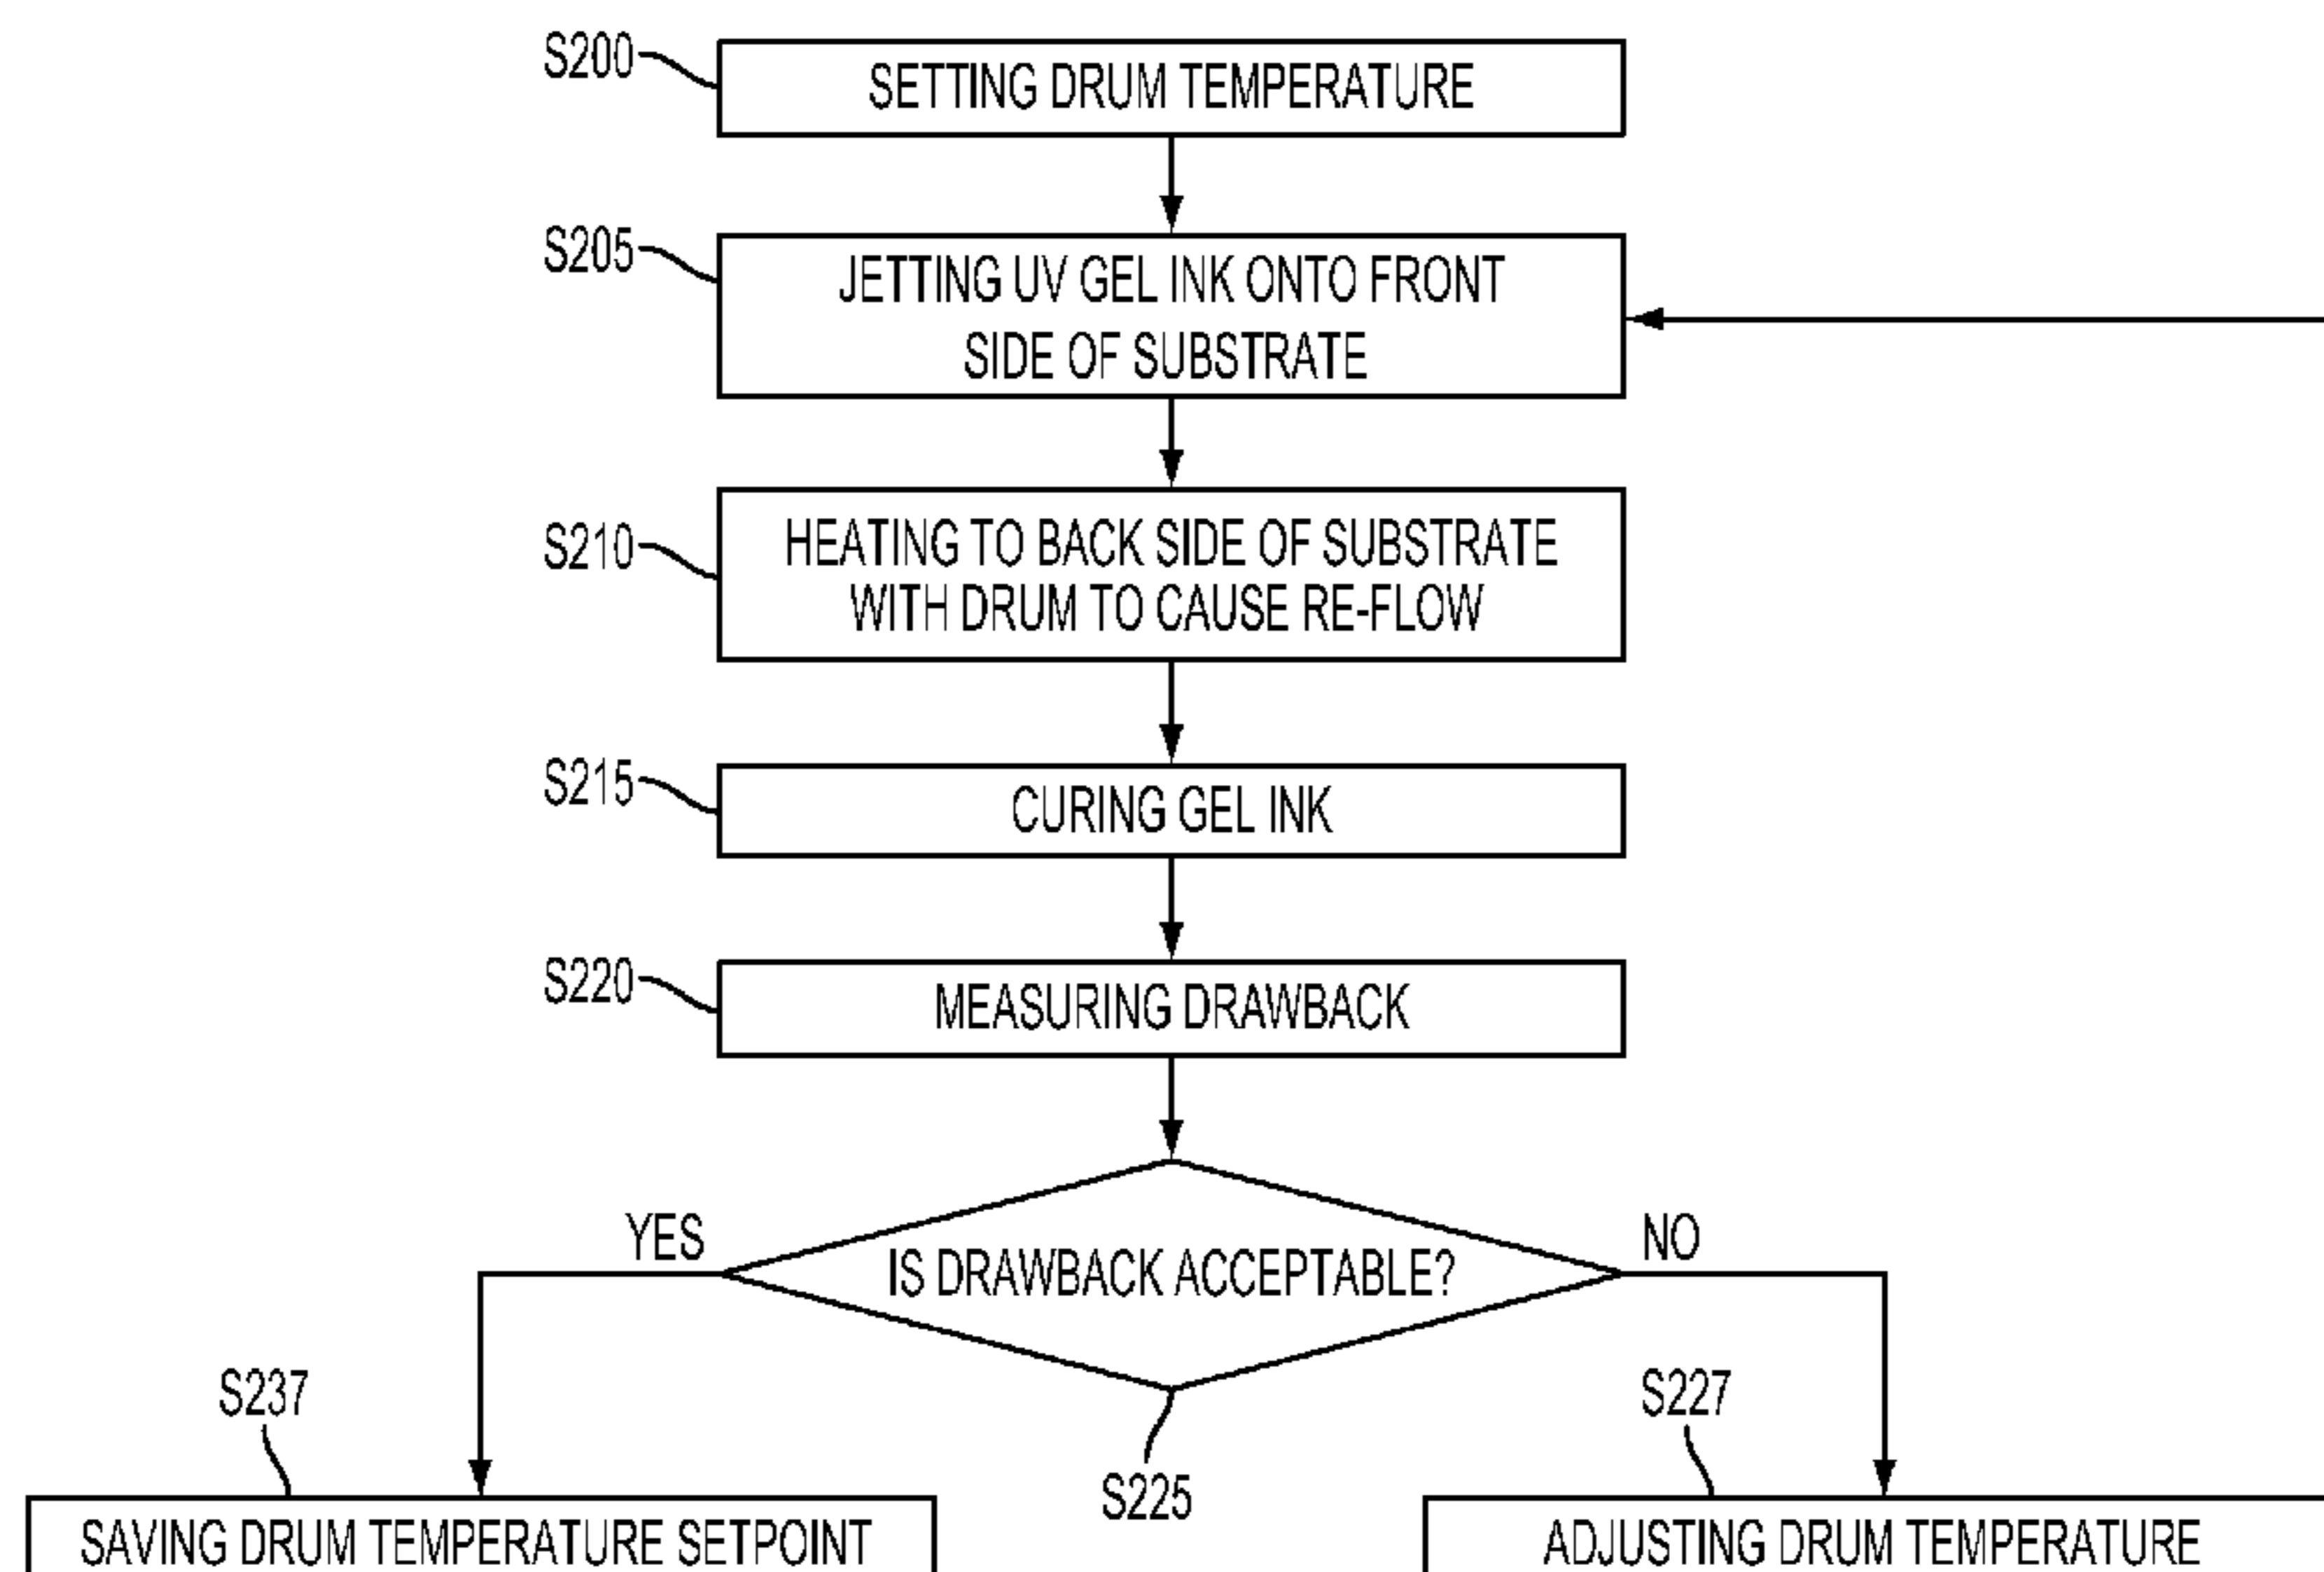 S200
SETTING DRUM TEMPERATURE
S205
JETTING UV GEL INK ONTO FRONT
SIDE OF SUBSTRATE
S210
HEATING TO BACK SIDE OF SUBSTRATE
WITH DRUM TO CAUSE RE-FLOW
S215
CURING GEL INK
S220
MEASURING DRAWBACK
YES
IS DRAWBACK ACCEPTABLE?
NO
S225
S237
SAVING DRUM TEMPERATURE SETPOINT
S227
ADJUSTING DRUM TEMPERATURE